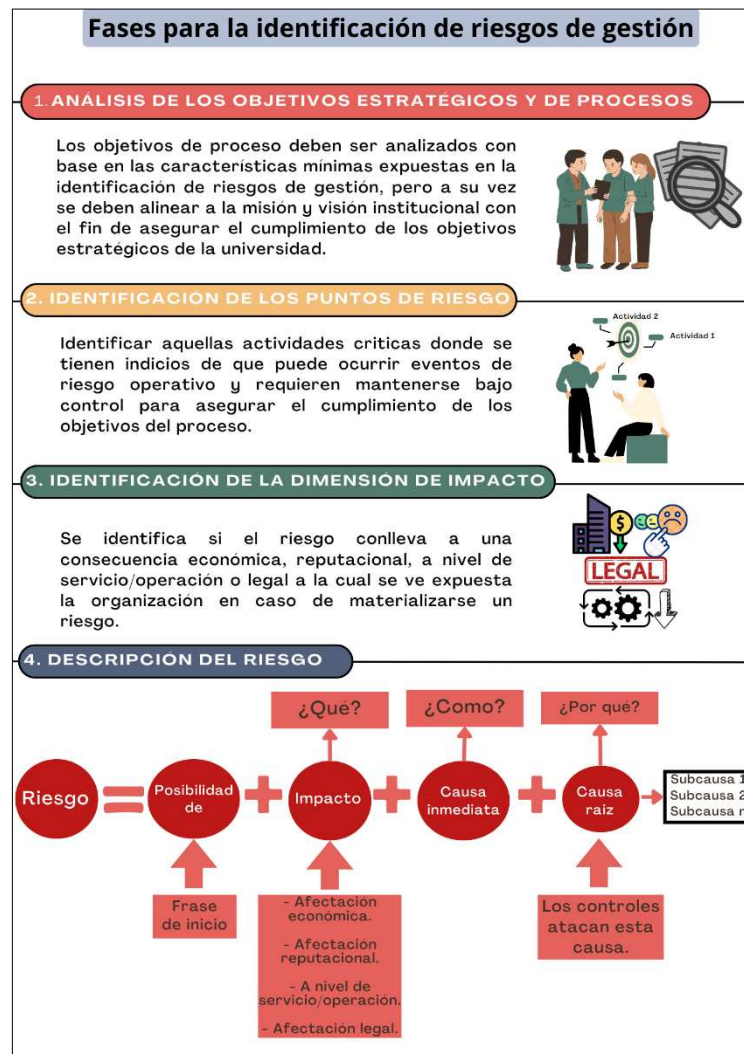 Fases para la identificación de riesgos de gestión
1. ANÁLISIS DE LOS OBJETIVOS ESTRATÉGICOS Y DE PROCESOS
Los objetivos de proceso deben ser analizados con
base en las características mínimas expuestas en la
identificación de riesgos de gestión, pero a su vez
se deben alinear a la misión y visión institucional con
el fin de asegurar el cumplimiento de los objetivos
estratégicos de la universidad.
2. IDENTIFICACIÓN DE LOS PUNTOS DE RIESGO
Actividad 2
Actividad 1
Identificar aquellas actividades criticas donde se
tienen indicios de que puede ocurrir eventos de
riesgo operativo y requieren mantenerse bajo
control para asegurar el cumplimiento de los
objetivos del proceso.
3. IDENTIFICACIÓN DE LA DIMENSIÓN DE IMPACTO
Se identifica si el riesgo conlleva a una
consecuencia económica, reputacional, a nivel de
servicio/operación o legal a la cual se ve expuesta
la organización en caso de materializarse un
riesgo.
$
LEGAL
4. DESCRIPCIÓN DEL RIESGO
¿Qué?
¿Como?
¿Por qué?
Riesgo
=
Posibilidad
de
+
Impacto
+
Causa
inmediata
+
Causa
raiz
Subcausa 1
Subcausa 2
Subcausa n
Frase
de inicio
- Afectación
económica.
- Afectación
reputacional.
- A nivel de
servicio/operación.
- Afectación legal.
Los controles
atacan esta
causa.